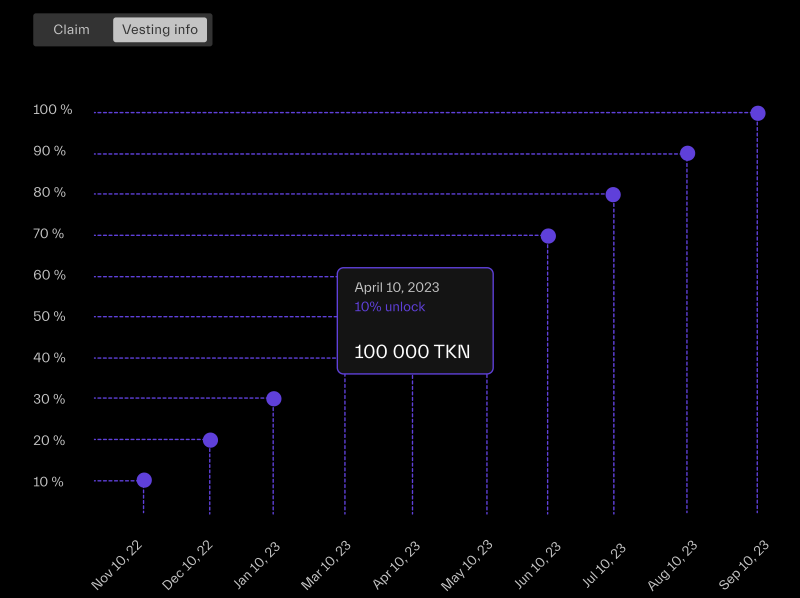 Claim
Vesting info
100 %
90 %
80 %
70 %
60 %
50 %
40 %
30 %
20 %
10 %
April 10, 2023
10% unlock
100 000 TKN
Nov 10, 22
Dec 10, 22
Jan 10, 23
Mar 10, 23
Apr 10, 23
May 10, 23
Jun 10, 23
Jul 10, 23
Aug 10, 23
Sep 10, 23